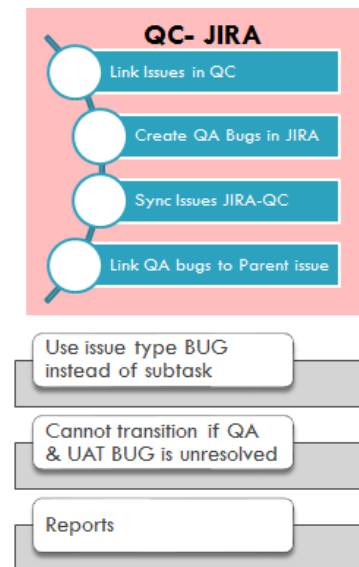 QC- JIRA
Link Issues in QC
Create QA Bugs in JIRA
Sync Issues JIRA-QC
Link QA bugs to Parent issue
Use issue type BUG
instead of subtask
Cannot transition if QA
& UAT BUG is unresolved
Reports